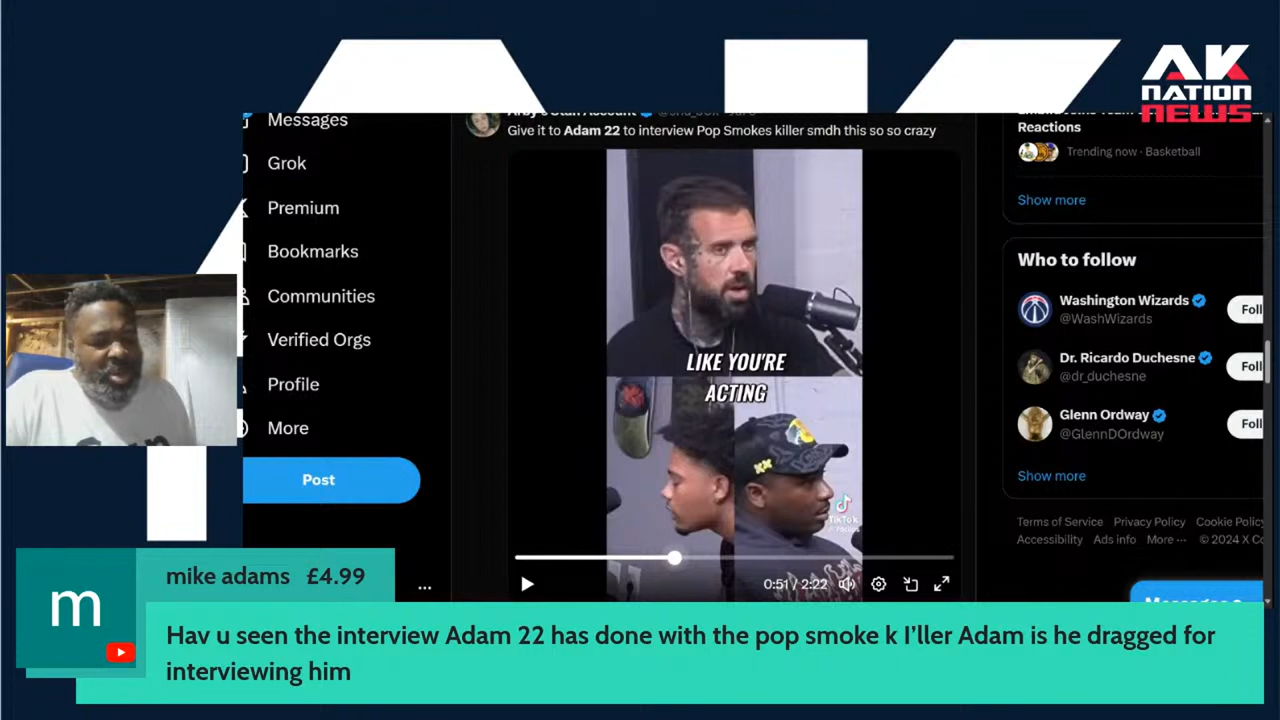 AK
NATION
NEWS
Messages
Grok
Premium
Bookmarks
Communities
Verified Orgs
Profile
More
Post
Give it to Adam 22 to interview Pop Smokes killer smdh this so so crazy
LIKE YOU'RE
ACTING
TikTok
0:51 / 2:22
Reactions
Trending now · Basketball
Show more
Who to follow
Washington Wizards
@WashWizards
Foll
Dr. Ricardo Duchesne
@dr_duchesne
Foll
Glenn Ordway
@GlennDOrdway
Foll
Show more
Terms of Service Privacy Policy Cookie Policy
Accessibility Ads info More ··· © 2024 X Co
m
mike adams £4.99
Hav u seen the interview Adam 22 has done with the pop smoke k I’ller Adam is he dragged for
interviewing him